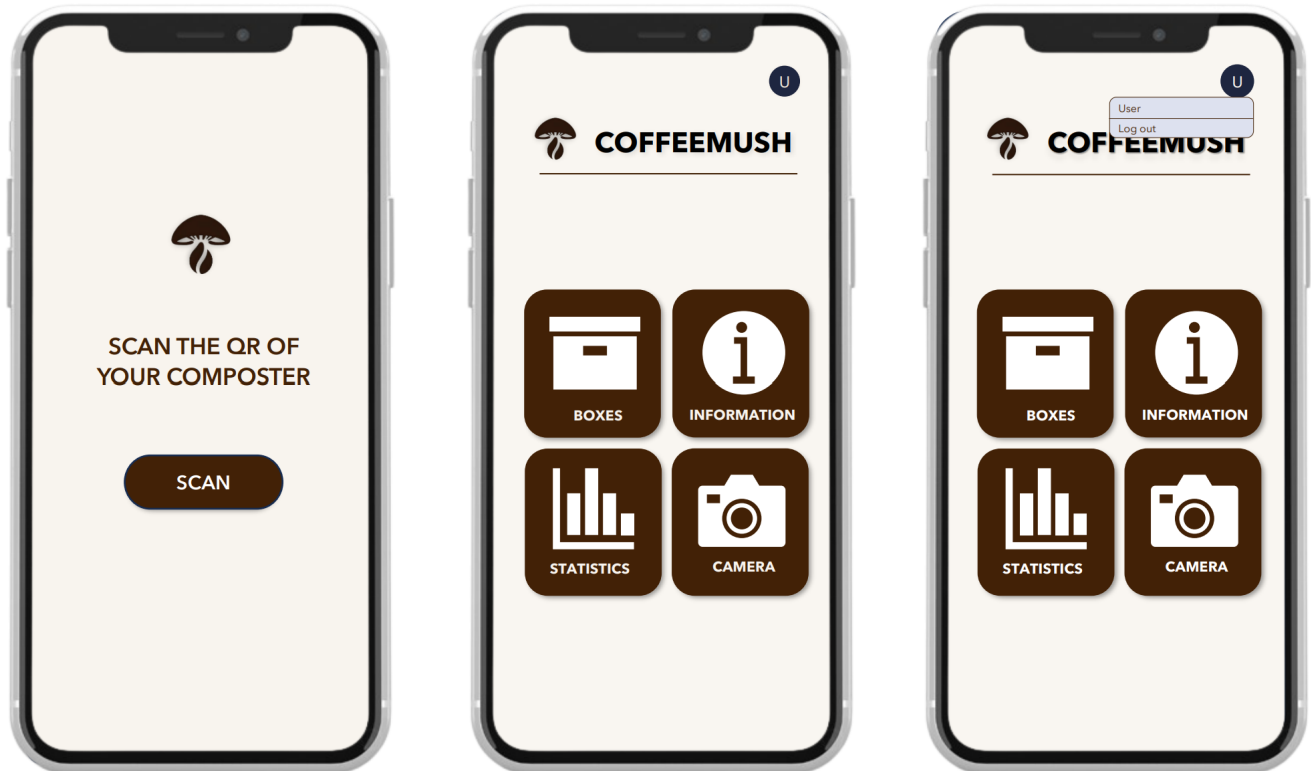 SCAN THE QR OF
YOUR COMPOSTER
SCAN
U
COFFEEMUSH
BOXES
INFORMATION
STATISTICS
CAMERA
U
User
Log out
COFFEEMUSH
BOXES
INFORMATION
STATISTICS
CAMERA